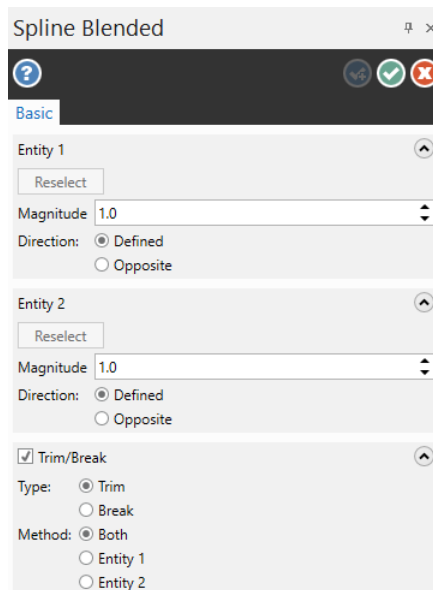 Spline Blended
Basic
Entity 1
Reselect
Magnitude 1.0
Direction: Defined
Opposite
Entity 2
Reselect
Magnitude 1.0
Direction: Defined
Opposite
Trim/Break
Type: Trim
Break
Method: Both
Entity 1
Entity 2